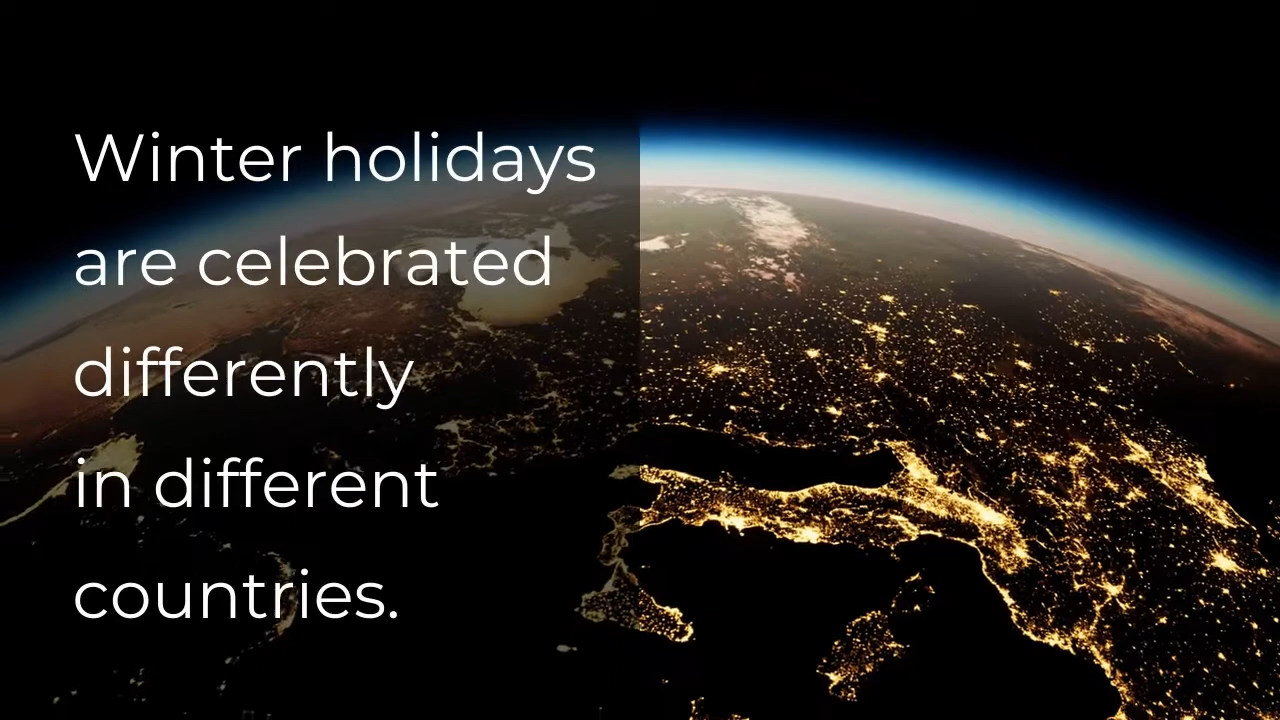 Winter holidays
are celebrated
differently
in different
countries.